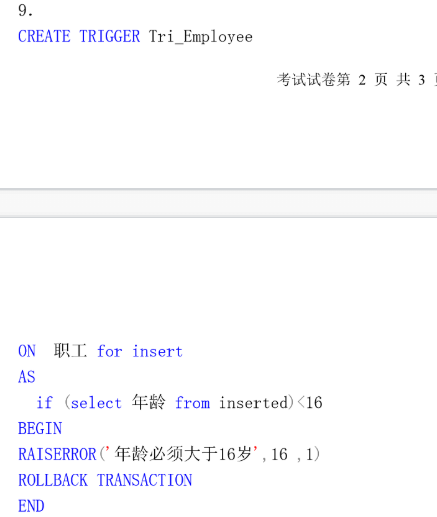 9.
CREATE TRIGGER Tri_Employee
考试试卷第 2 页 共 3
ON 职工 for insert
AS
if (select 年龄 from inserted)<16
BEGIN
RAISERROR('年龄必须大于16岁',16 ,1)
ROLLBACK TRANSACTION
END